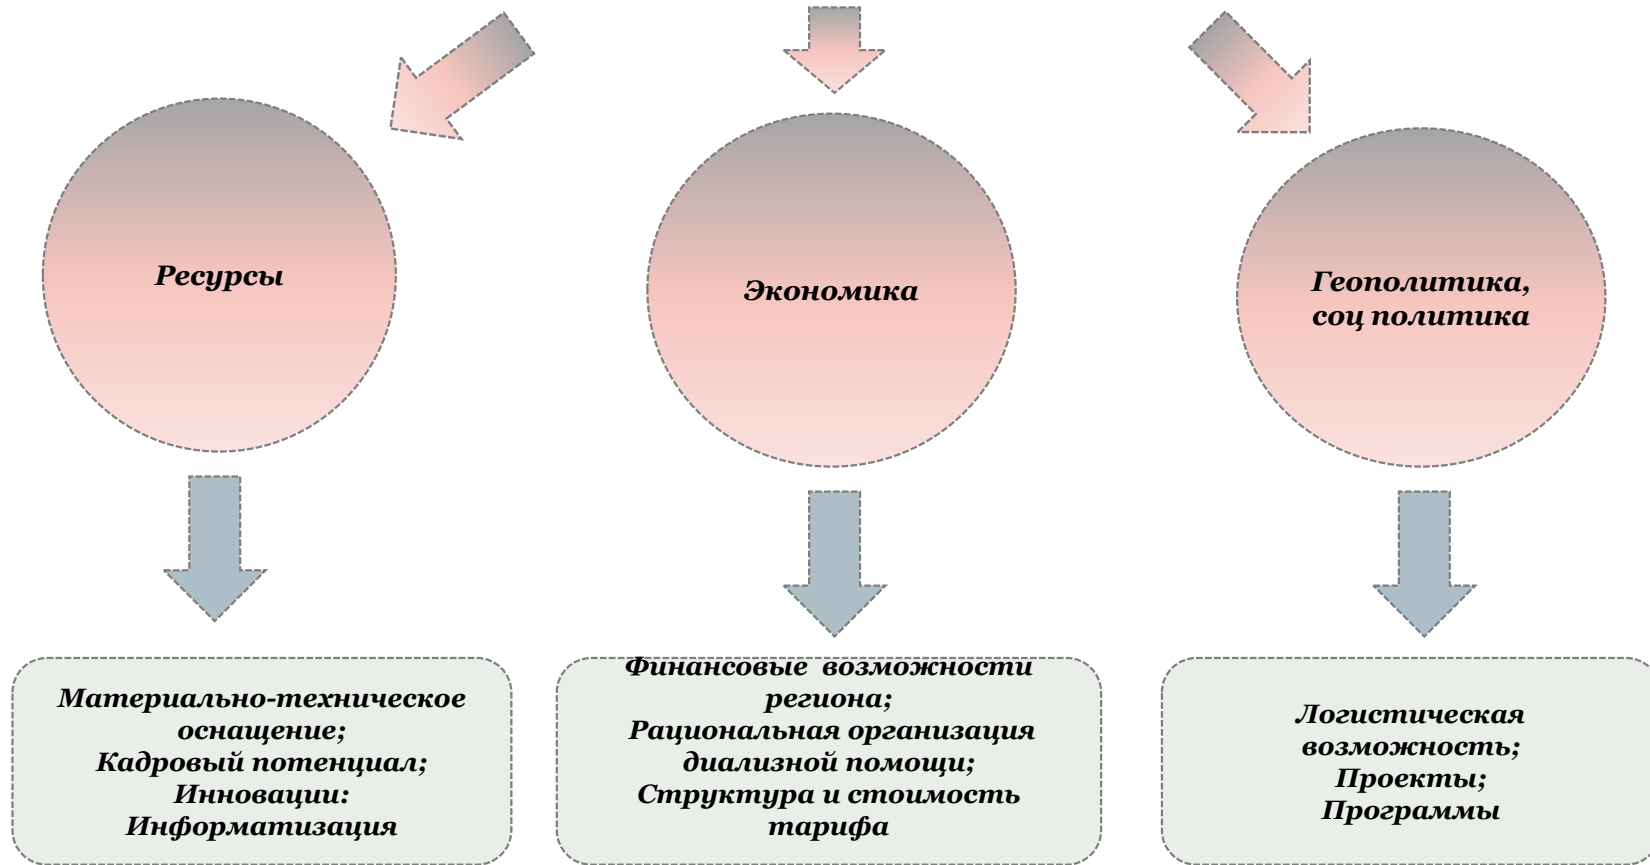 Ресурсы
Экономика
Геополитика,
соц политика
Материально-техническое
оснащение;
Кадровый потенциал;
Инновации:
Информатизация
Финансовые возможности
региона;
Рациональная организация
диализной помощи;
Структура и стоимость
тарифа
Логистическая
возможность;
Проекты;
Программы